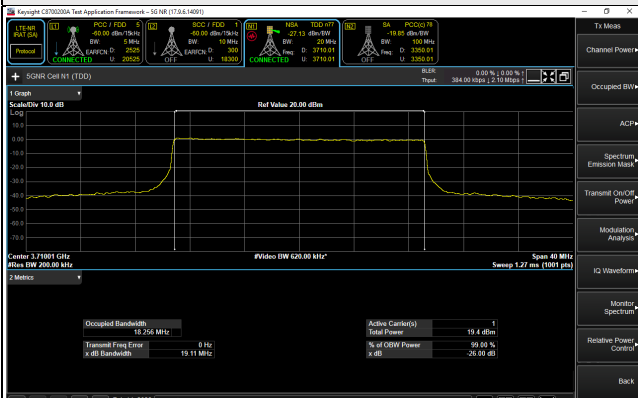 Keysight C8700200A Test Application Framework – 5G NR (17.9.6.14091)
LTE-NR
IRAT (SA)
Protocol
E1 PCC / FDD 5
-60.00 dBm/15kHz
BW: 5 MHz
EARFCN D: 2525
CONNECTED U: 20525
E2 SCC / FDD 1
-60.00 dBm/15kHz
BW: 10 MHz
EARFCN D: 300
OFF U: 18300
N1 NSA TDD n77
-27.13 dBm/BW
BW: 20 MHz
Freq: D: 3710.01
CONNECTED U: 3710.01
N2 SA PCC(c) 78
-19.85 dBm/BW
BW: 100 MHz
Freq: D: 3350.01
OFF U: 3350.01
5GNR Cell N1 (TDD)
BLER: 0.00 % ↓ 0.00 % ↑
Thput: 384.00 kbps ↓ 2.10 Mbps ↑
1 Graph
Scale/Div 10.0 dB
Ref Value 20.00 dBm
Log
10.0
0.00
-10.0
-20.0
-30.0
-40.0
-50.0
-60.0
-70.0
Center 3.71001 GHz
#Video BW 620.00 kHz*
Span 40 MHz
#Res BW 200.00 kHz
Sweep 1.27 ms (1001 pts)
2 Metrics
Occupied Bandwidth
18.256 MHz
Transmit Freq Error 0 Hz
x dB Bandwidth 19.11 MHz
Active Carrier(s) 1
Total Power 19.4 dBm
% of OBW Power 99.00 %
x dB -26.00 dB
Tx Meas
Channel Power
Occupied BW
ACP
Spectrum
Emission Mask
Transmit On/Off
Power
Modulation
Analysis
IQ Waveform
Monitor
Spectrum
Relative Power
Control
Back